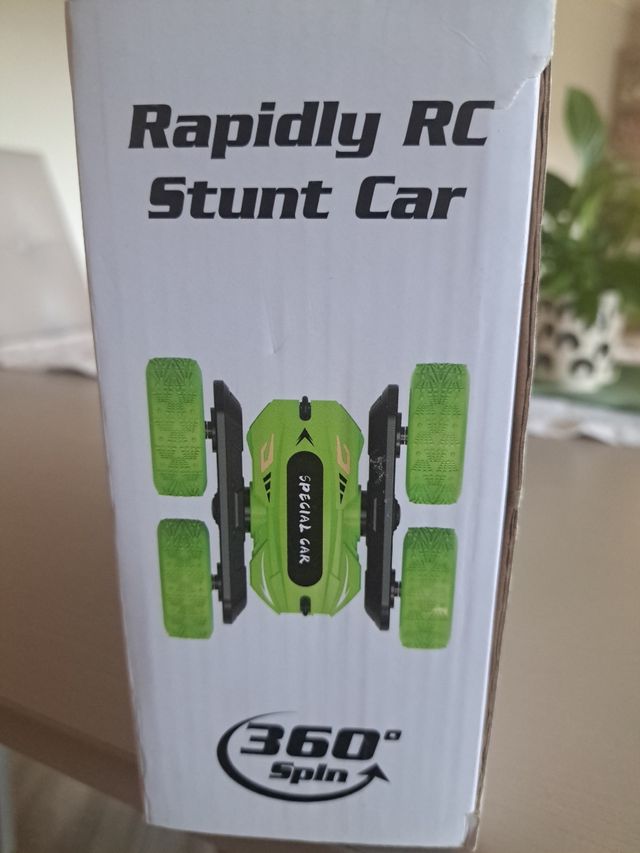 Rapidly RC
Stunt Car
SPECIAL CAR
360°
Spin